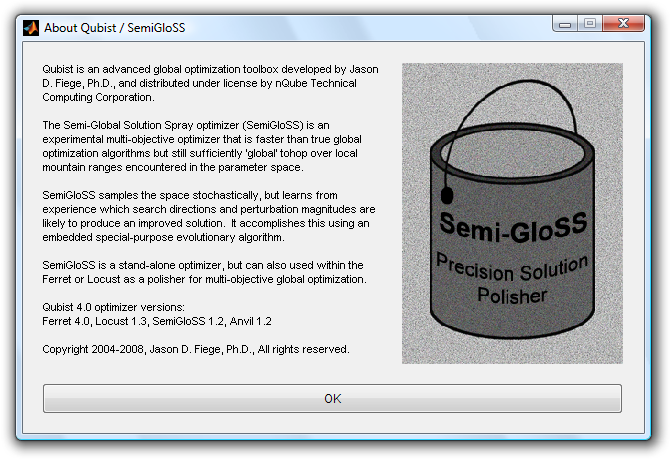 About Qubist / SemiGloSS
Qubist is an advanced global optimization toolbox developed by Jason
D. Fiege, Ph.D., and distributed under license by nQube Technical
Computing Corporation.
The Semi-Global Solution Spray optimizer (SemiGloSS) is an
experimental multi-objective optimizer that is faster than true global
optimization algorithms but still sufficiently 'global' tohop over local
mountain ranges encountered in the parameter space.
SemiGloSS samples the space stochastically, but learns from
experience which search directions and perturbation magnitudes are
likely to produce an improved solution.  It accomplishes this using an
embedded special-purpose evolutionary algorithm.
SemiGloSS is a stand-alone optimizer, but can also used within the
Ferret or Locust as a polisher for multi-objective global optimization.
Qubist 4.0 optimizer versions:
Ferret 4.0, Locust 1.3, SemiGloSS 1.2, Anvil 1.2
Copyright 2004-2008, Jason D. Fiege, Ph.D., All rights reserved.
Semi-GloSS
Precision Solution
Polisher
OK